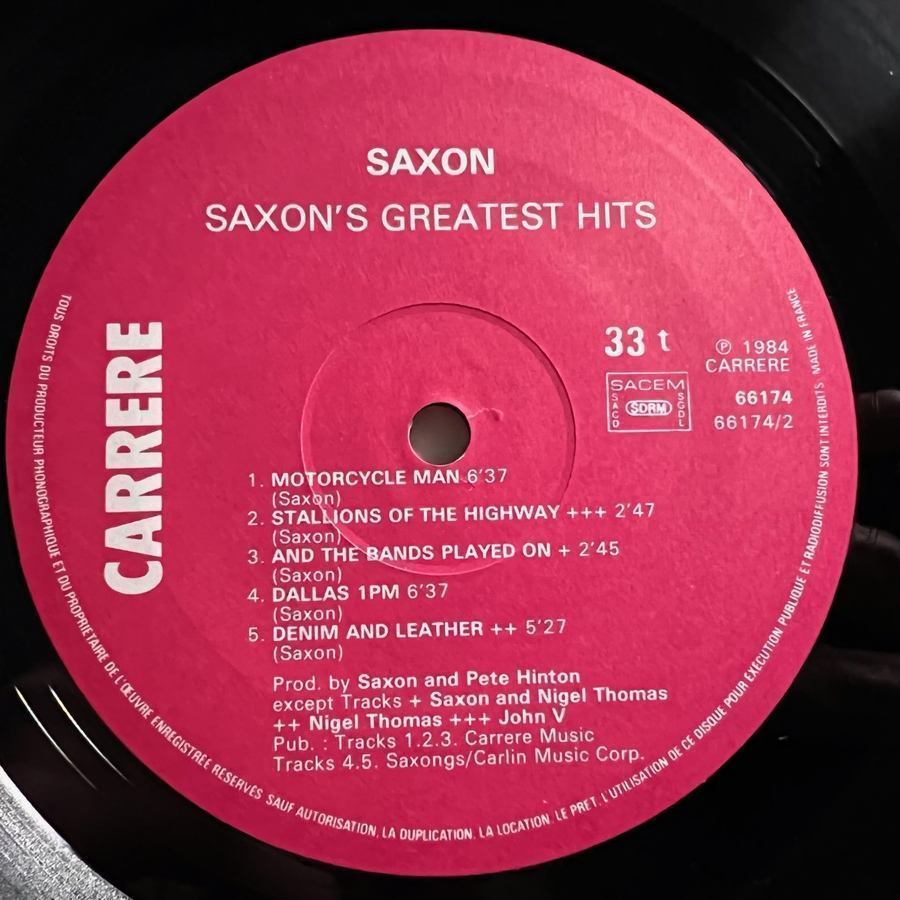 SAXON
SAXON'S GREATEST HITS
CARRERE
33 t
℗ 1984
CARRERE
SACEM
SACD
SDRM
SGDL
66174
66174/2
1. MOTORCYCLE MAN 6'37
(Saxon)
2. STALLIONS OF THE HIGHWAY +++ 2'47
(Saxon)
3. AND THE BANDS PLAYED ON + 2'45
(Saxon)
4. DALLAS 1PM 6'37
(Saxon)
5. DENIM AND LEATHER ++ 5'27
(Saxon)
Prod. by Saxon and Pete Hinton
except Tracks + Saxon and Nigel Thomas
++ Nigel Thomas +++ John V
Pub. : Tracks 1.2.3. Carrere Music
Tracks 4.5. Saxongs/Carlin Music Corp.
TOUS DROITS DU PRODUCTEUR PHONOGRAPHIQUE ET DU PROPRIETAIRE DE L'ŒUVRE ENREGISTREE RESERVES SAUF AUTORISATION, LA DUPLICATION, LA LOCATION, LE PRET, L'UTILISATION DE CE DISQUE POUR EXECUTION PUBLIQUE ET RADIODIFFUSION SONT INTERDITS MADE IN FRANCE